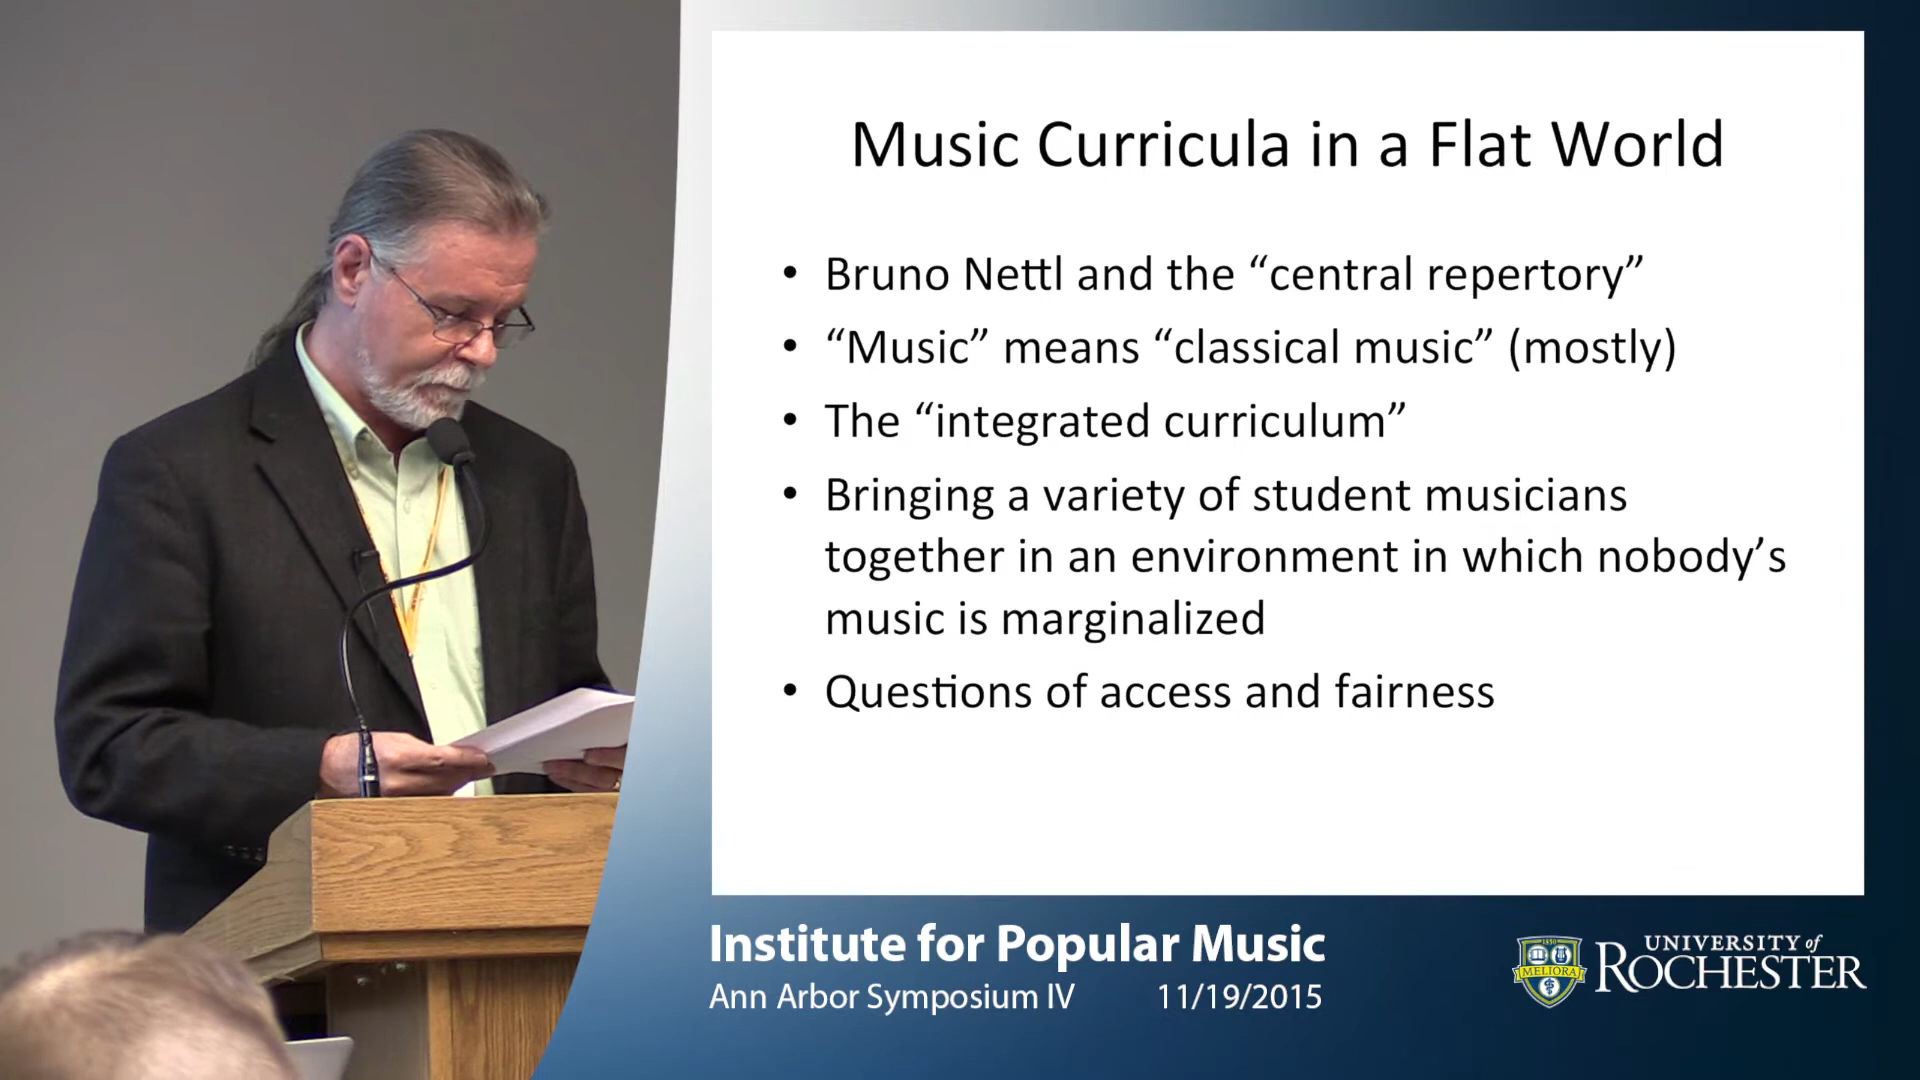 Music Curricula in a Flat World
• Bruno Nettl and the “central repertory”
• “Music” means “classical music” (mostly)
• The “integrated curriculum”
• Bringing a variety of student musicians
together in an environment in which nobody’s
music is marginalized
• Questions of access and fairness
Institute for Popular Music
Ann Arbor Symposium IV 11/19/2015
1850
MELIORA
UNIVERSITY of
ROCHESTER